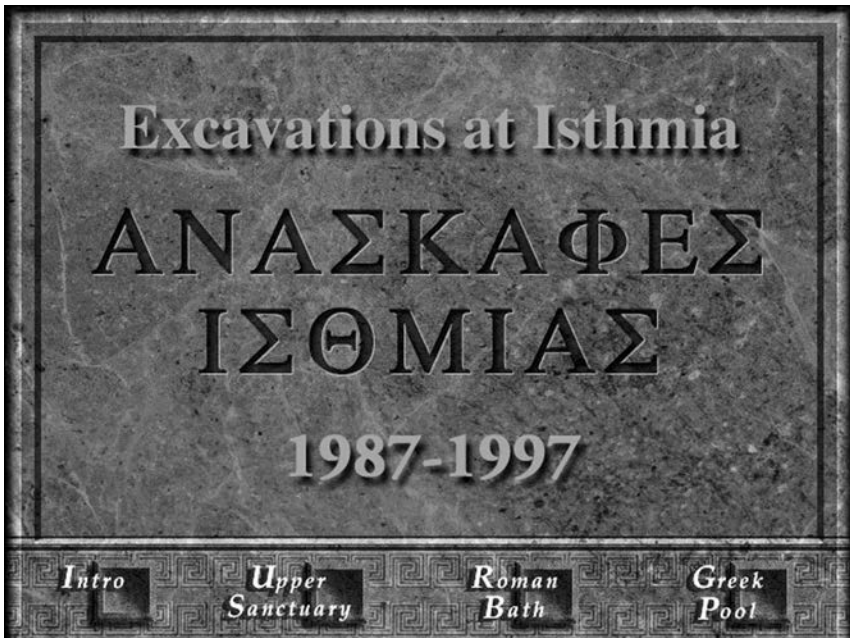 Excavations at Isthmia
ΑΝΑΣΚΑΦΕΣ
ΙΣΘΜΙΑΣ
1987-1997
Intro
Upper
Sanctuary
Roman
Bath
Greek
Pool